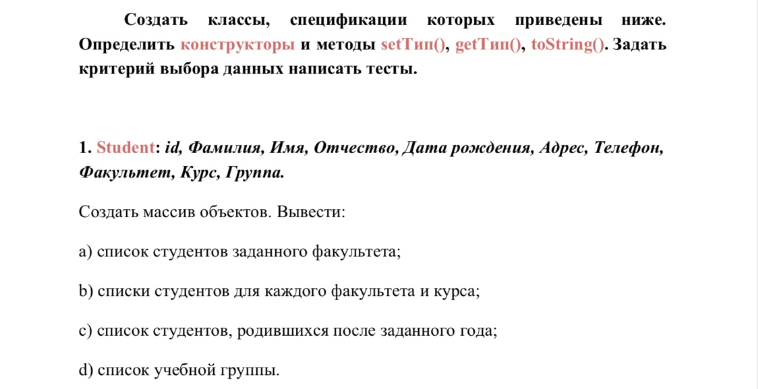 Создать классы, спецификации которых приведены ниже.
Определить конструкторы и методы setТип(), getТип(), toString(). Задать
критерий выбора данных написать тесты.
1. Student: id, Фамилия, Имя, Отчество, Дата рождения, Адрес, Телефон,
Факультет, Курс, Группа.
Создать массив объектов. Вывести:
a) список студентов заданного факультета;
b) списки студентов для каждого факультета и курса;
c) список студентов, родившихся после заданного года;
d) список учебной группы.